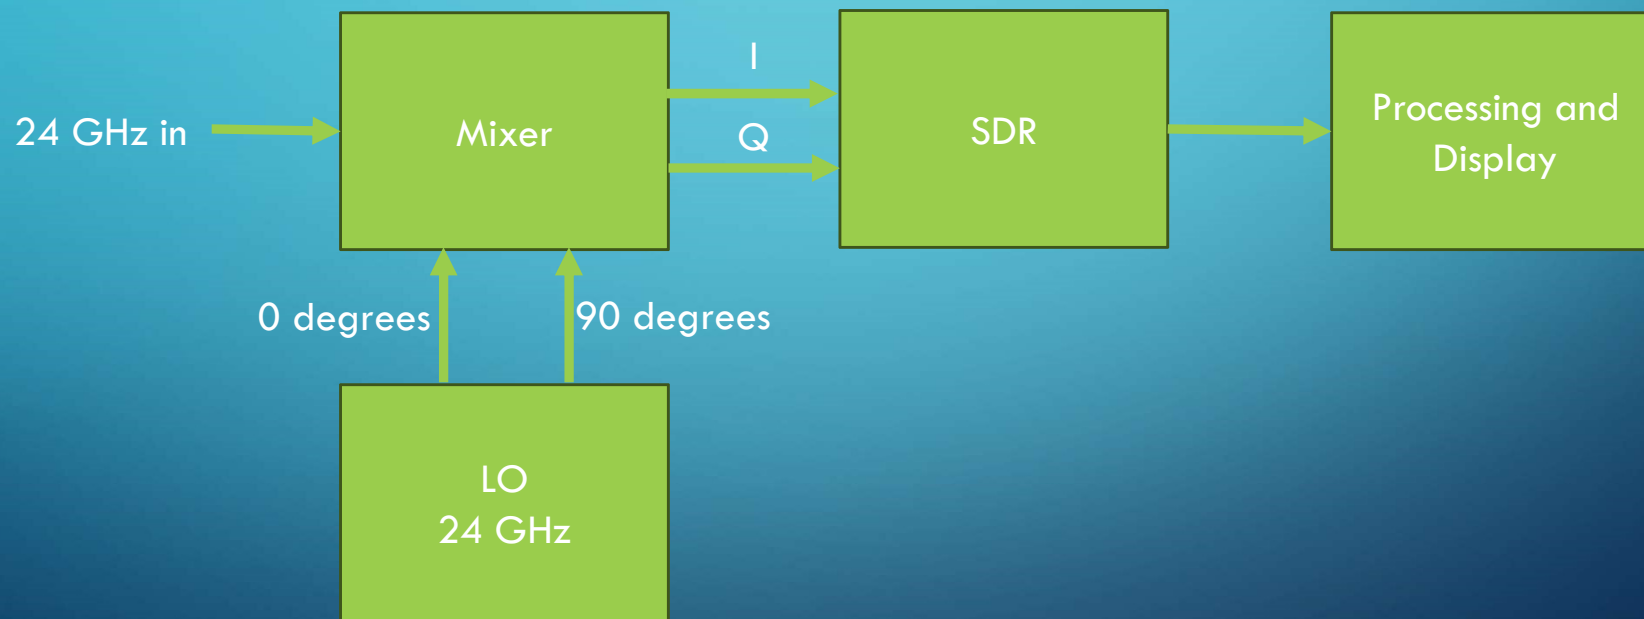 24 GHz in
Mixer
I
Q
SDR
Processing and
Display
0 degrees
90 degrees
LO
24 GHz